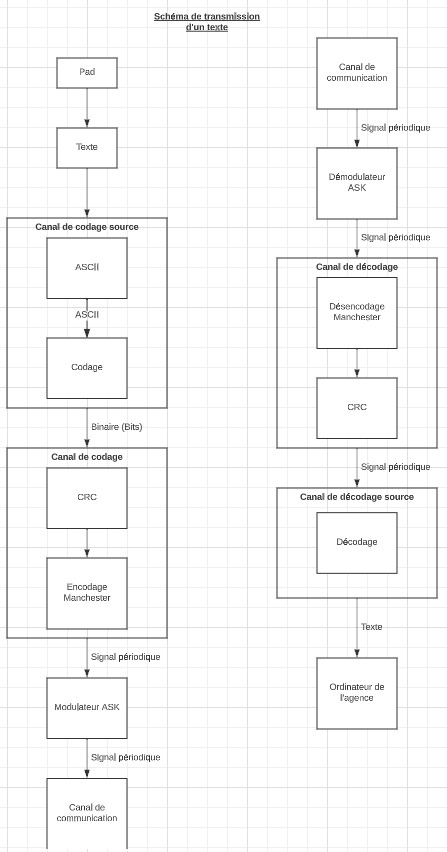 Schéma de transmission
d'un texte
Pad
Texte
Canal de codage source
ASCII
ASCII
Codage
Binaire (Bits)
Canal de codage
CRC
Encodage
Manchester
Signal périodique
Modulateur ASK
Signal périodique
Canal de
communication
Canal de
communication
Signal périodique
Démodulateur
ASK
Signal périodique
Canal de décodage
Désencodage
Manchester
CRC
Signal périodique
Canal de décodage source
Décodage
Texte
Ordinateur de
l'agence